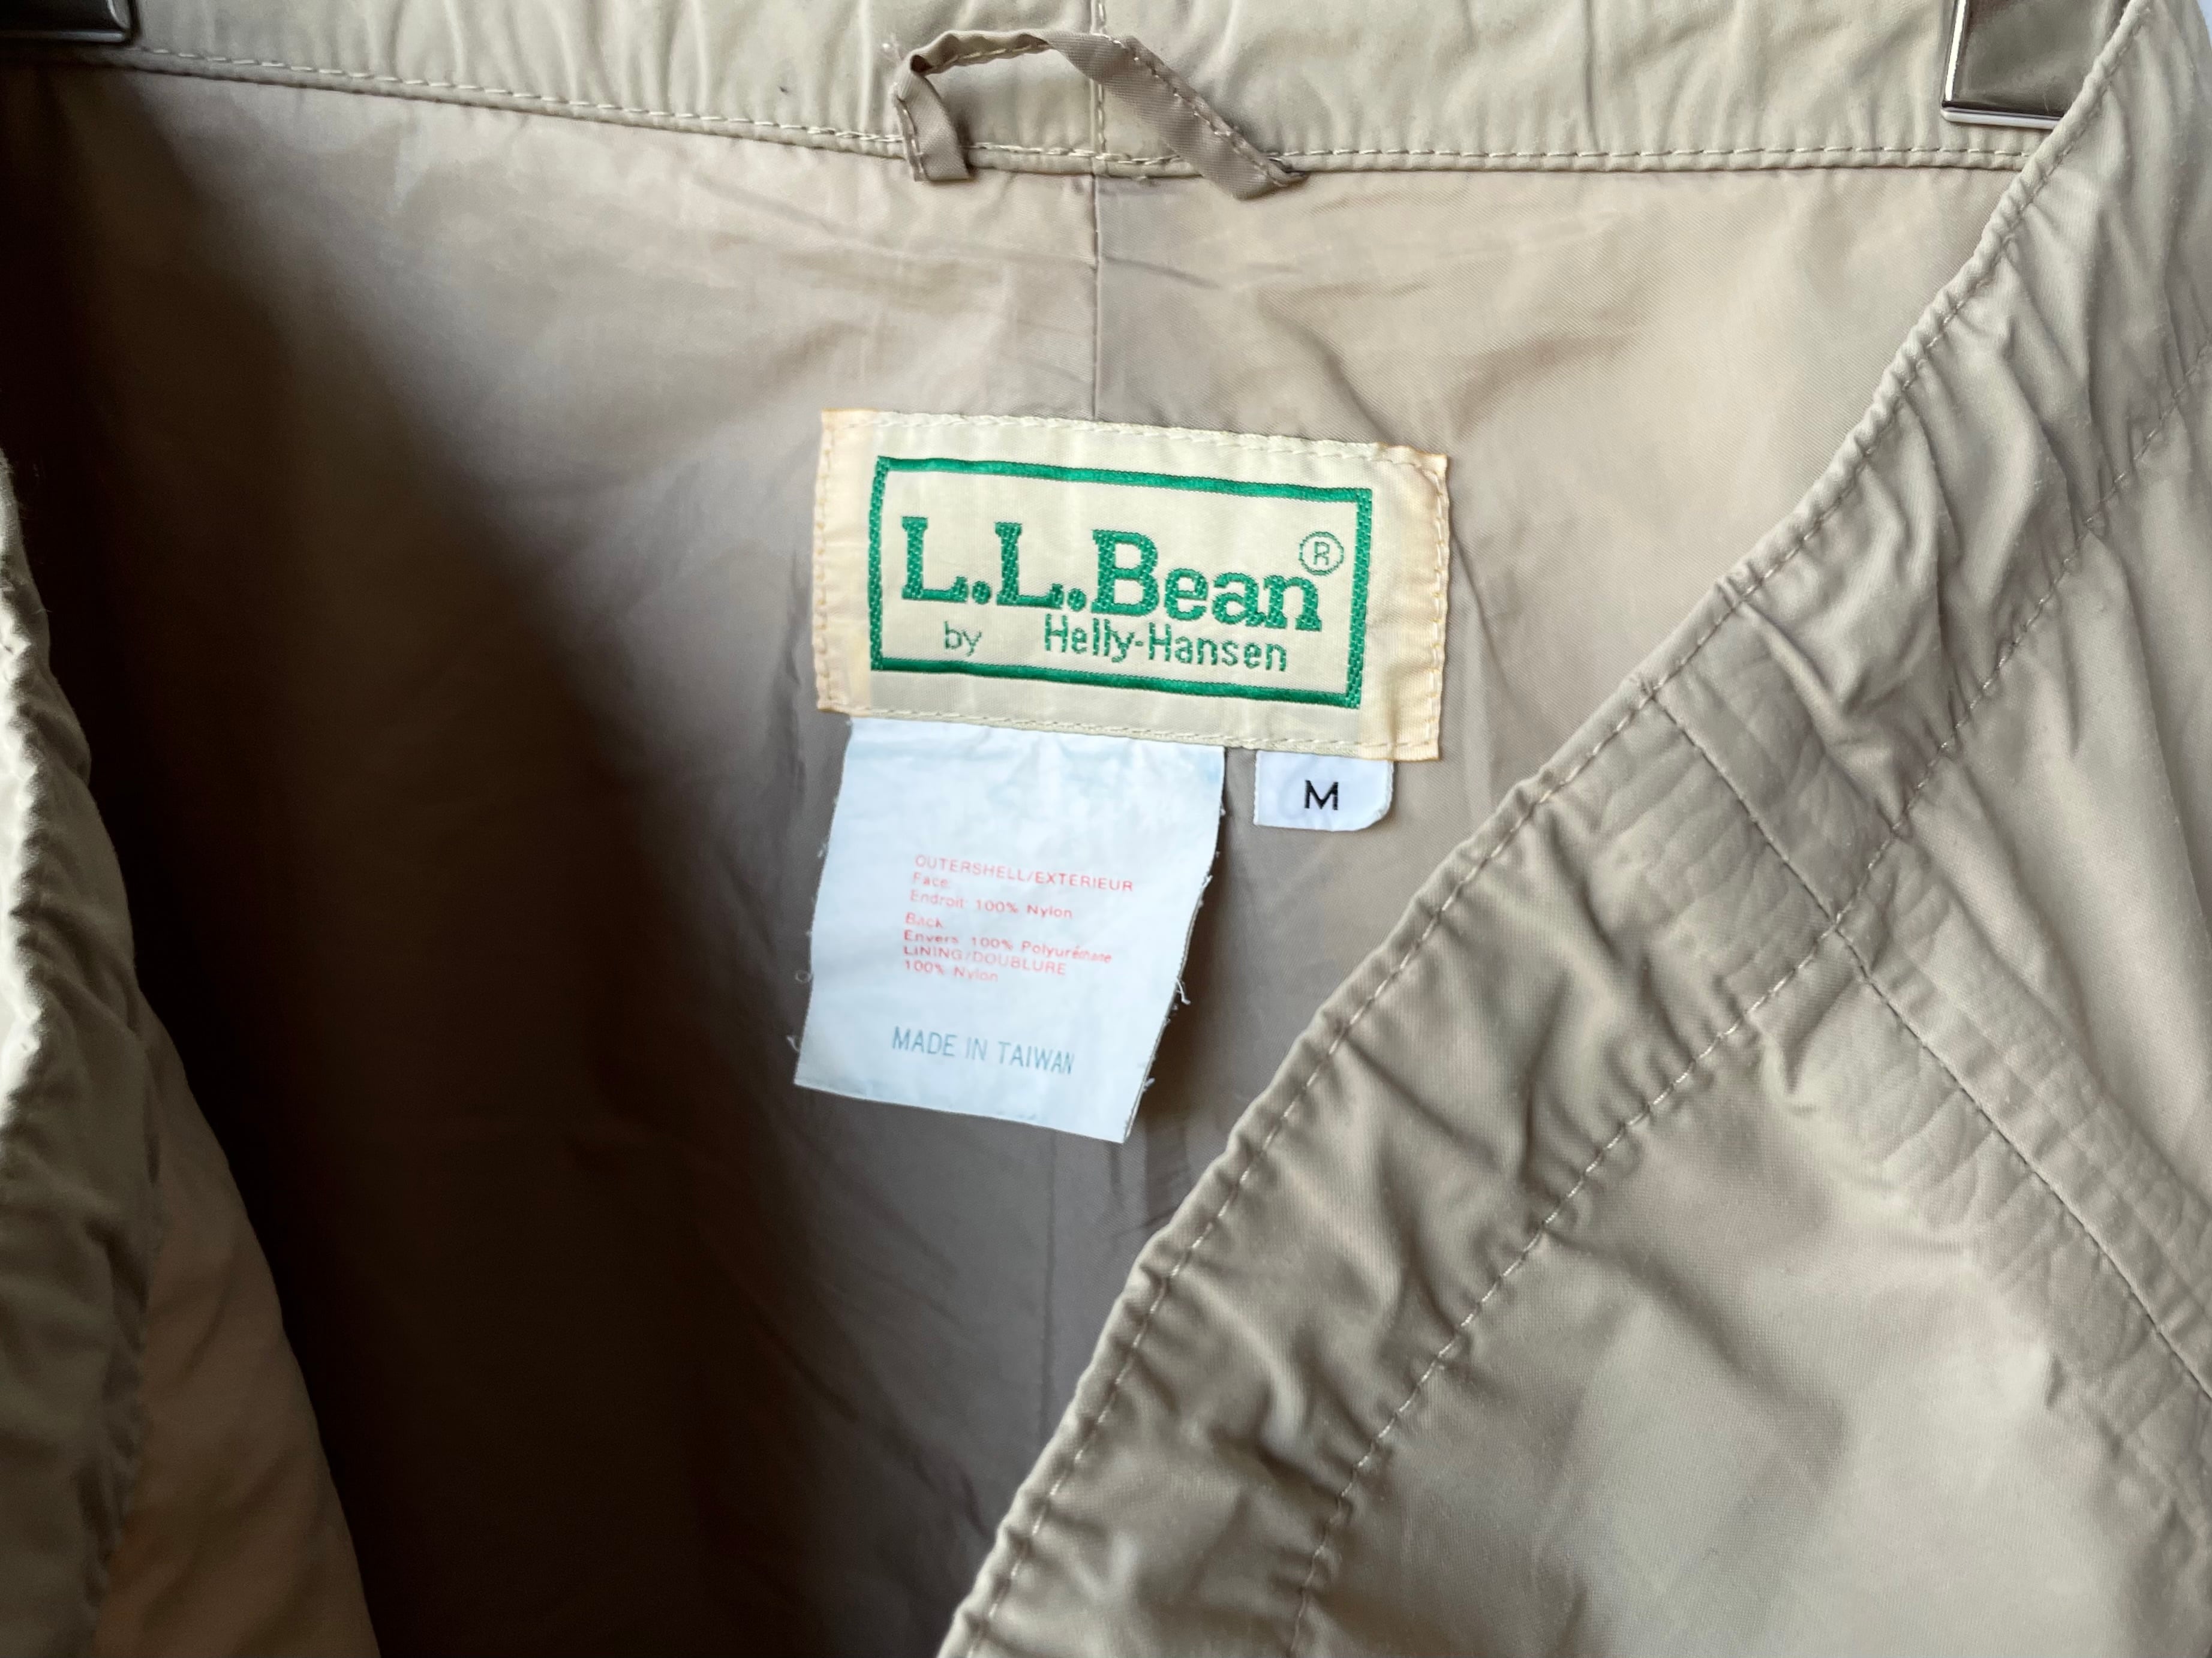 L.L.Bean®
by Helly-Hansen
M
OUTERSHELL/EXTERIEUR
Face
Endroit 100% Nylon
Back
Envers 100% Polyuréthane
LINING/DOUBLURE
100% Nylon
MADE IN TAIWAN